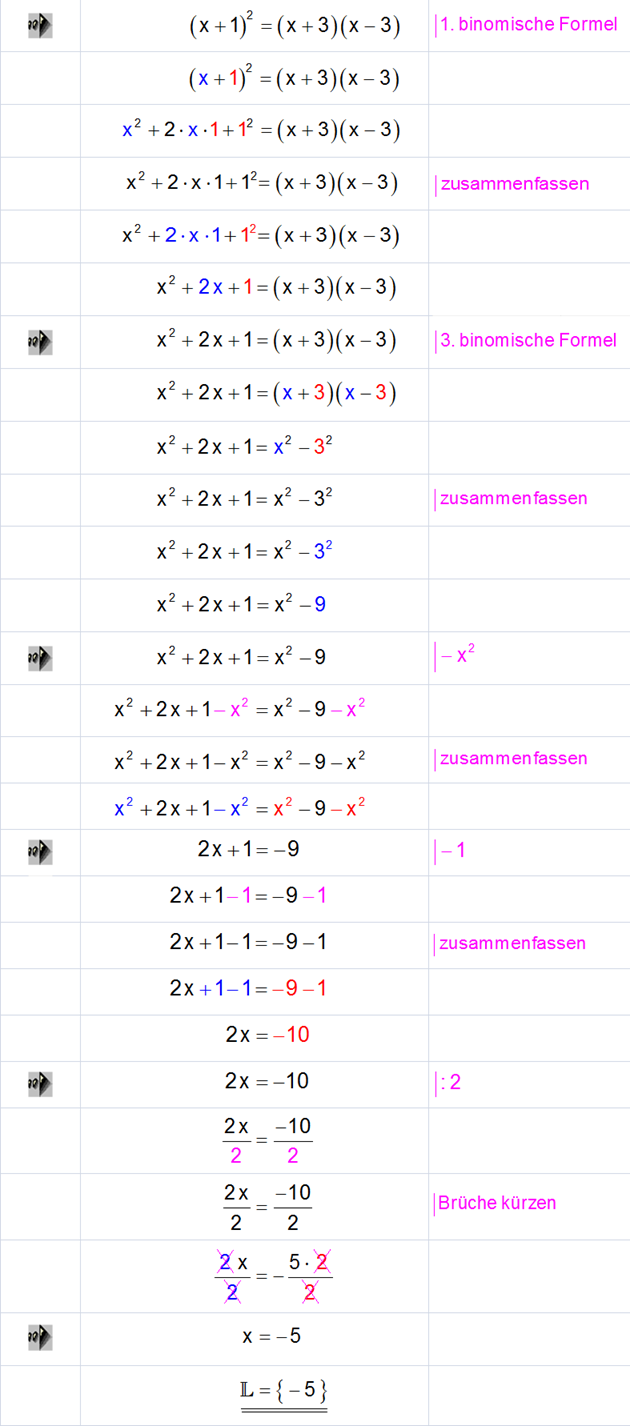 (x + 1)² = (x + 3)(x − 3) |1. binomische Formel
(x + 1)² = (x + 3)(x − 3)
x² + 2 · x · 1 + 1² = (x + 3)(x − 3)
x² + 2 · x · 1 + 1² = (x + 3)(x − 3) |zusammenfassen
x² + 2 · x · 1 + 1² = (x + 3)(x − 3)
x² + 2x + 1 = (x + 3)(x − 3)
x² + 2x + 1 = (x + 3)(x − 3) |3. binomische Formel
x² + 2x + 1 = (x + 3)(x − 3)
x² + 2x + 1 = x² − 3²
x² + 2x + 1 = x² − 3² |zusammenfassen
x² + 2x + 1 = x² − 3²
x² + 2x + 1 = x² − 9
x² + 2x + 1 = x² − 9 |− x²
x² + 2x + 1 − x² = x² − 9 − x²
x² + 2x + 1 − x² = x² − 9 − x² |zusammenfassen
x² + 2x + 1 − x² = x² − 9 − x²
2x + 1 = −9 |− 1
2x + 1 − 1 = −9 − 1
2x + 1 − 1 = −9 − 1 |zusammenfassen
2x + 1 − 1 = −9 − 1
2x = −10
2x = −10 |: 2
2x/2 = −10/2
2x/2 = −10/2 |Brüche kürzen
2x/2 = − 5 · 2/2
x = −5
𝕃 = { − 5 }